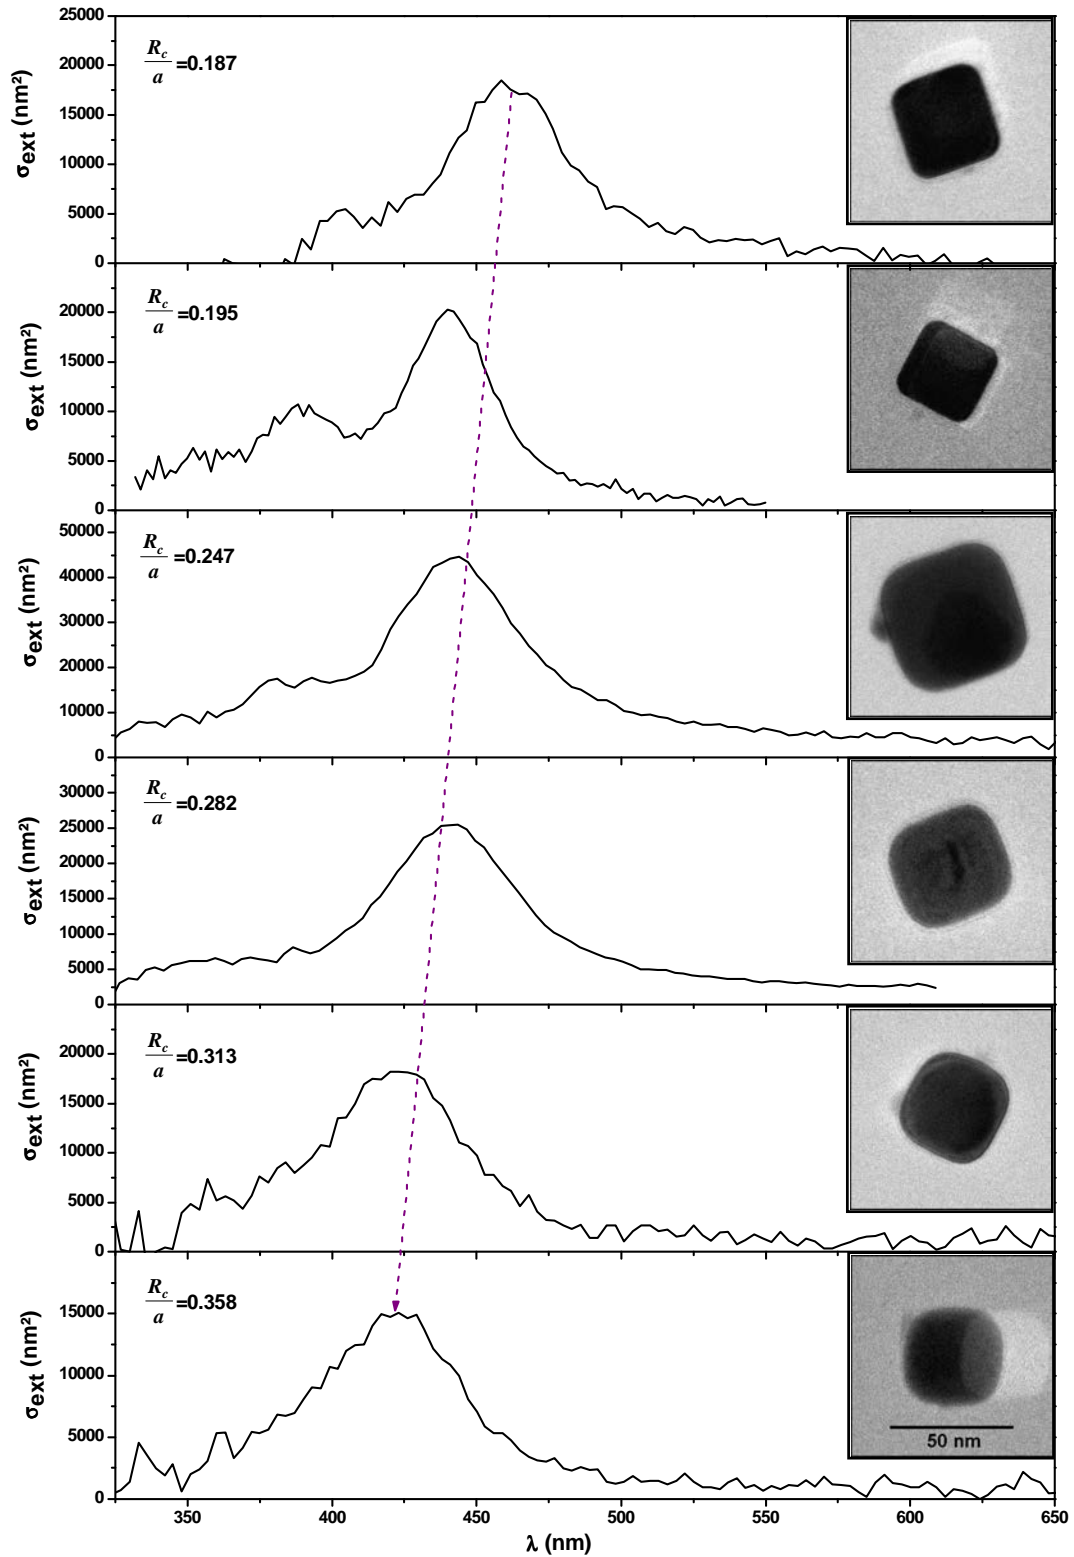 25000
20000
15000
10000
5000
0
σext (nm²)
Rc/a =0.187
20000
15000
10000
5000
0
σext (nm²)
Rc/a =0.195
50000
40000
30000
20000
10000
0
σext (nm²)
Rc/a =0.247
30000
25000
20000
15000
10000
5000
0
σext (nm²)
Rc/a =0.282
20000
15000
10000
5000
0
σext (nm²)
Rc/a =0.313
15000
10000
5000
0
σext (nm²)
Rc/a =0.358
50 nm
350 400 450 500 550 600 650
λ (nm)